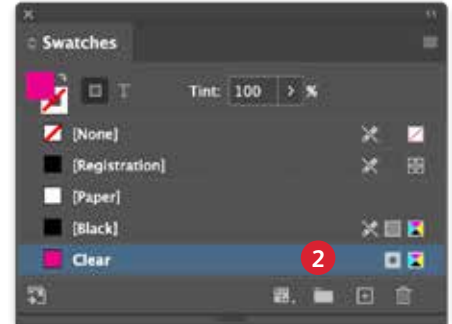 Swatches
T Tint: 100 > %
[None]
[Registration]
[Paper]
[Black]
Clear 2